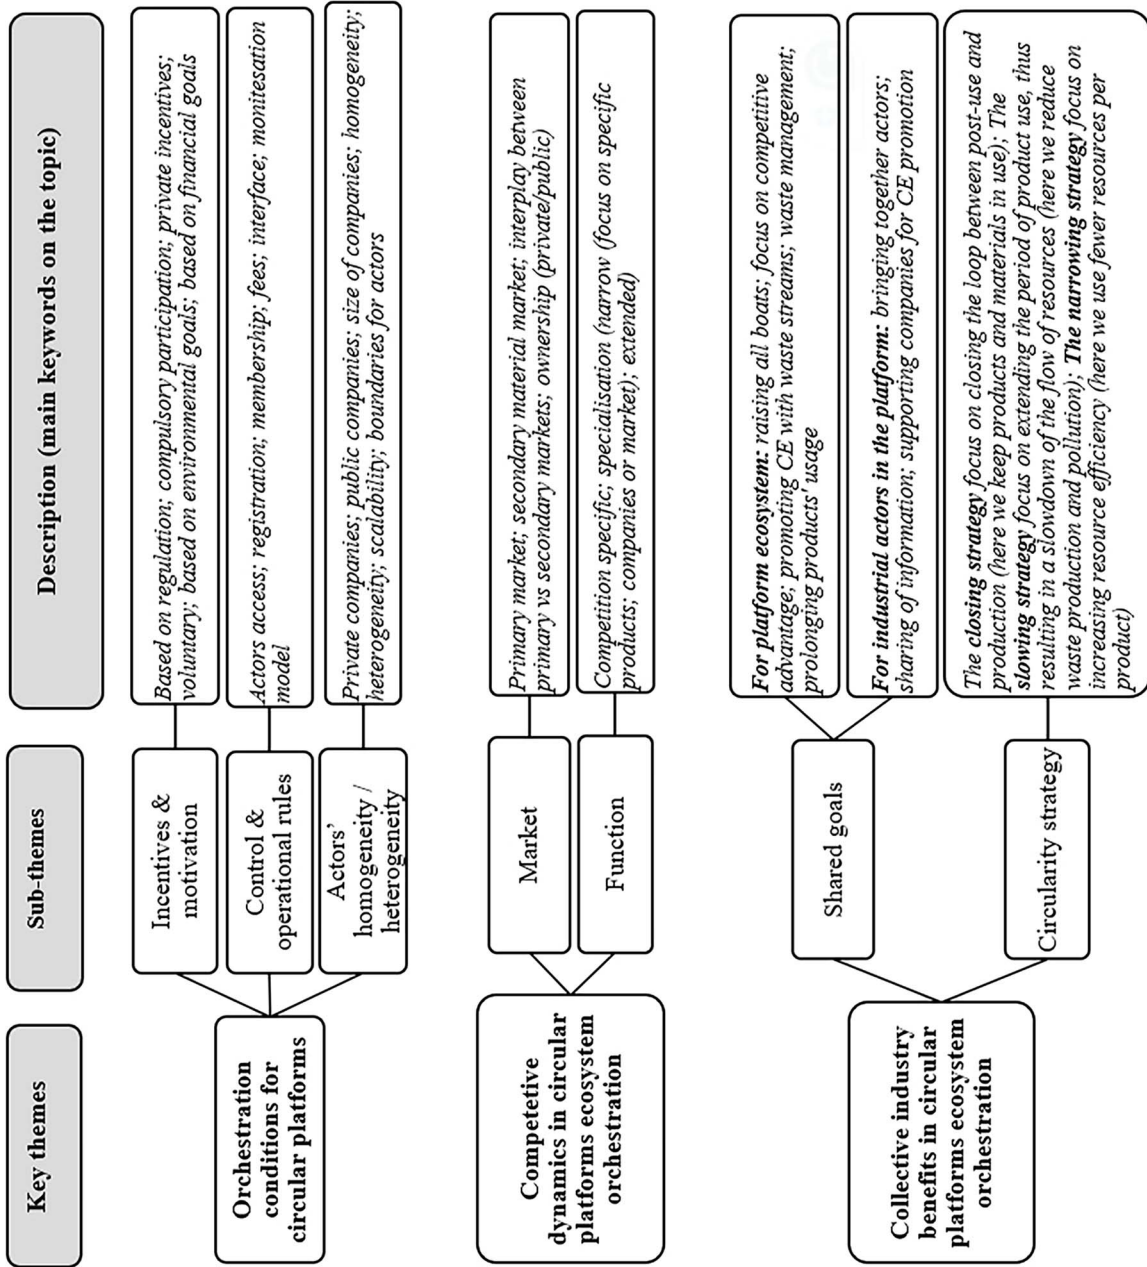 Key themes
Sub-themes
Description (main keywords on the topic)
Orchestration
conditions for
circular platforms
Incentives &
motivation
Based on regulation; compulsory participation; private incentives;
voluntary; based on environmental goals; based on financial goals
Control &
operational rules
Actors access; registration; membership; fees; interface; monitesation
model
Actors'
homogeneity /
heterogeneity
Private companies; public companies; size of companies; homogeneity;
heterogeneity; scalability; boundaries for actors
Competetive
dynamics in circular
platforms ecosystem
orchestration
Market
Primary market; secondary material market; interplay between
primary vs secondary markets; ownership (private/public)
Function
Competition specific; specialisation (narrow (focus on specific
products; companies or market); extended)
Collective industry
benefits in circular
platforms ecosystem
orchestration
Shared goals
For platform ecosystem: raising all boats; focus on competitive
advantage; promoting CE with waste streams; waste management;
prolonging products' usage
For industrial actors in the platform: bringing together actors;
sharing of information; supporting companies for CE promotion
Circularity strategy
The closing strategy focus on closing the loop between post-use and
production (here we keep products and materials in use); The
slowing strategy focus on extending the period of product use, thus
resulting in a slowdown of the flow of resources (here we reduce
waste production and pollution); The narrowing strategy focus on
increasing resource efficiency (here we use fewer resources per
product)